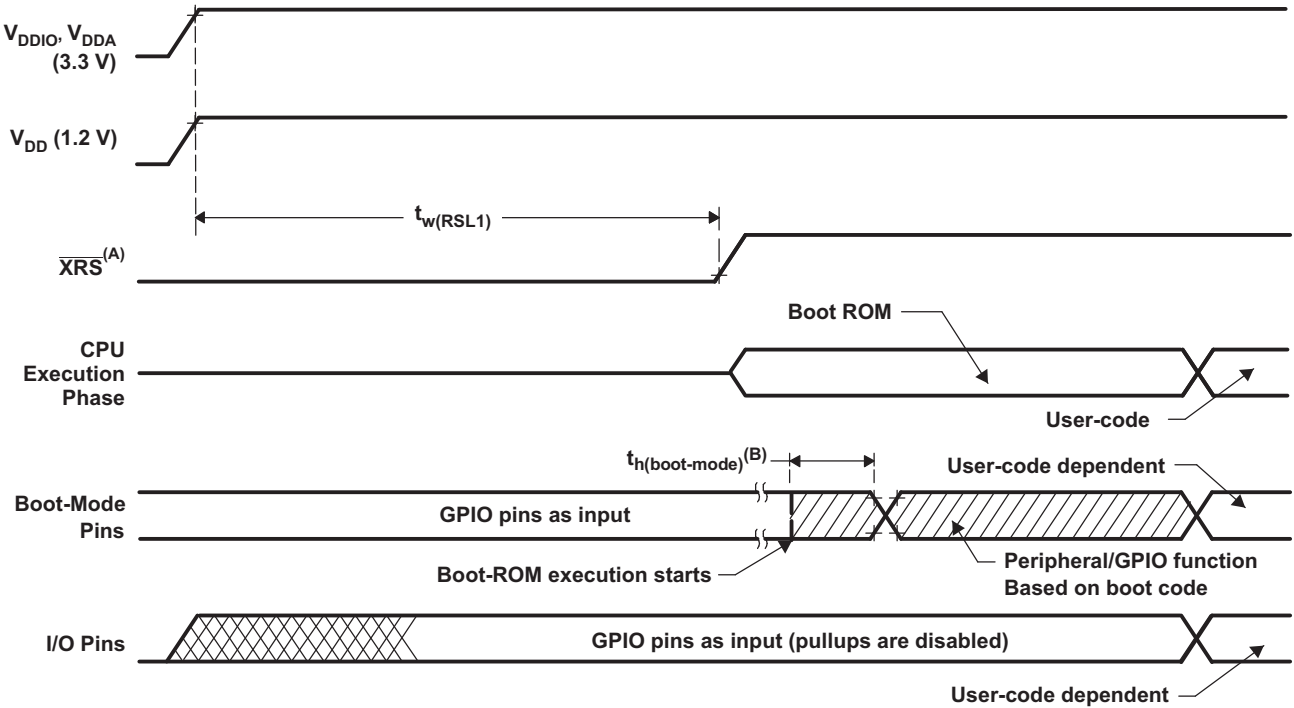 V_DDIO, V_DDA
(3.3 V)
V_DD (1.2 V)
t_w(RSL1)
XRS(A)
Boot ROM
CPU
Execution
Phase
User-code
t_h(boot-mode)(B)
User-code dependent
Boot-Mode
Pins
GPIO pins as input
Boot-ROM execution starts
Peripheral/GPIO function
Based on boot code
I/O Pins
GPIO pins as input (pullups are disabled)
User-code dependent